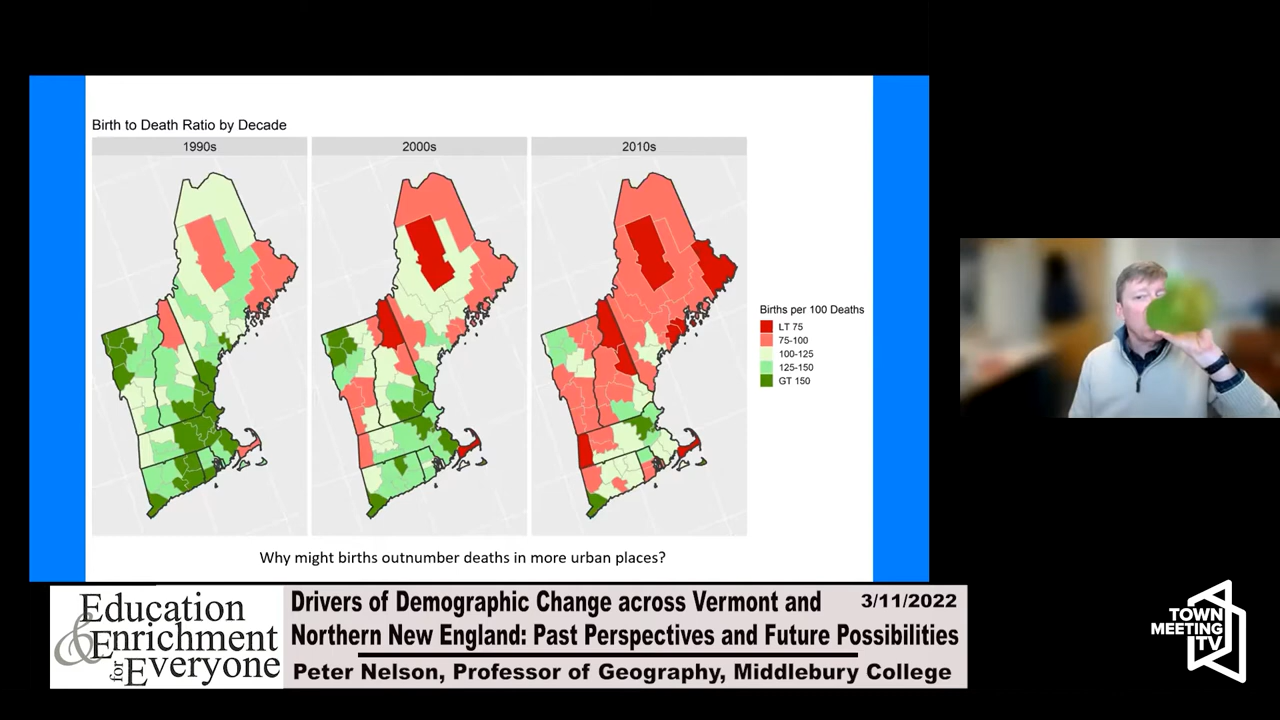 Birth to Death Ratio by Decade
1990s
2000s
2010s
Births per 100 Deaths
LT 75
75-100
100-125
125-150
GT 150
Why might births outnumber deaths in more urban places?
Education
& Enrichment
for Everyone
Drivers of Demographic Change across Vermont and 3/11/2022
Northern New England: Past Perspectives and Future Possibilities
Peter Nelson, Professor of Geography, Middlebury College
TOWN
MEETING
TV